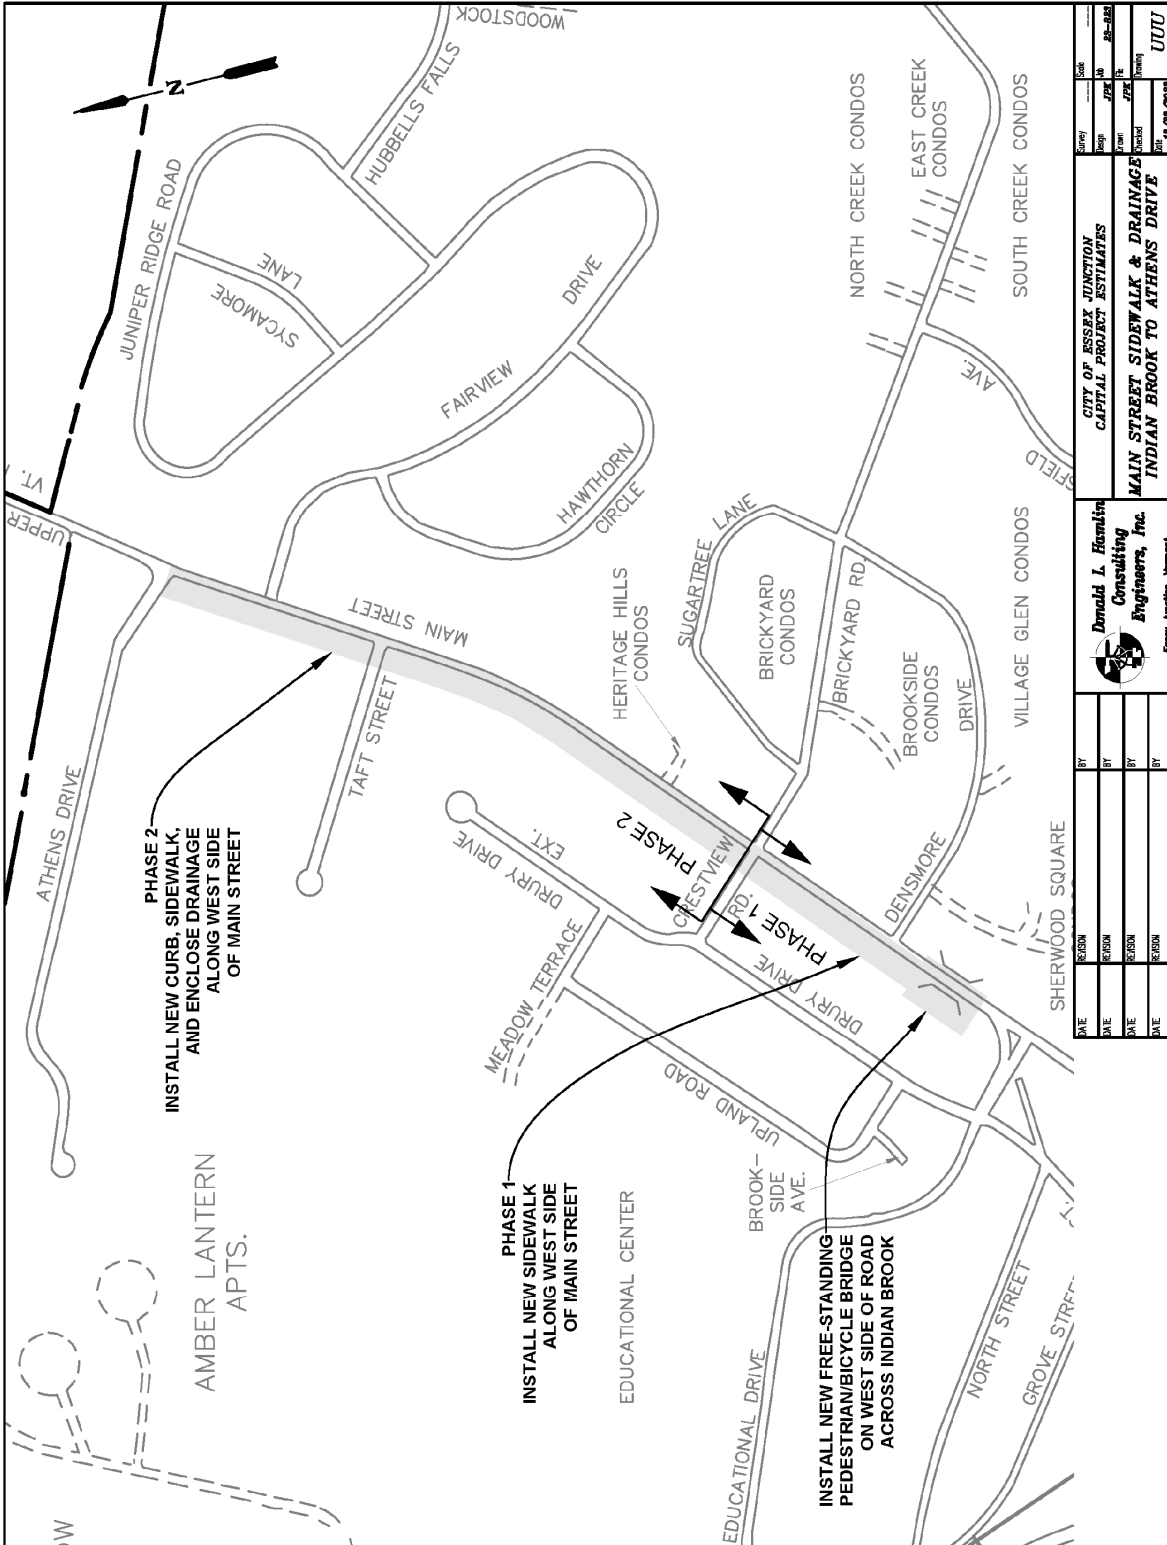 WOODSTOCK
N
HUBBELLS FALLS
JUNIPER RIDGE ROAD
SYCAMORE
LANE
FAIRVIEW
DRIVE
HAWTHORN
CIRCLE
NORTH CREEK CONDOS
EAST CREEK
CONDOS
SOUTH CREEK CONDOS
SFIELD
AVE.
VT.
UPPER
MAIN STREET
HERITAGE HILLS
CONDOS
SUGARTREE LANE
BRICKYARD
CONDOS
BRICKYARD RD.
BROOKSIDE
CONDOS
DENSMORE
DRIVE
VILLAGE GLEN CONDOS
SHERWOOD SQUARE
ATHENS DRIVE
TAFT STREET
DRURY DRIVE
EXT.
CRESTVIEW
RD.
PHASE 2
PHASE 1
DRURY DRIVE
MEADOW TERRACE
UPLAND ROAD
BROOK-
SIDE
AVE.
PHASE 2
INSTALL NEW CURB, SIDEWALK,
AND ENCLOSE DRAINAGE
ALONG WEST SIDE
OF MAIN STREET
PHASE 1
INSTALL NEW SIDEWALK
ALONG WEST SIDE
OF MAIN STREET
INSTALL NEW FREE-STANDING
PEDESTRIAN/BICYCLE BRIDGE
ON WEST SIDE OF ROAD
ACROSS INDIAN BROOK
AMBER LANTERN
APTS.
OW
EDUCATIONAL CENTER
EDUCATIONAL DRIVE
NORTH STREET
GROVE STREET
DATE REVISION BY
DATE REVISION BY
DATE REVISION BY
DATE REVISION BY
Donald L. Hamlin
Consulting
Engineers, Inc.
CITY OF ESSEX JUNCTION
CAPITAL PROJECT ESTIMATES
MAIN STREET SIDEWALK & DRAINAGE
INDIAN BROOK TO ATHENS DRIVE
Survey
Scale
Design JPK
Job
Drawn JPK
File
Checked
Drawing
UUU
Date